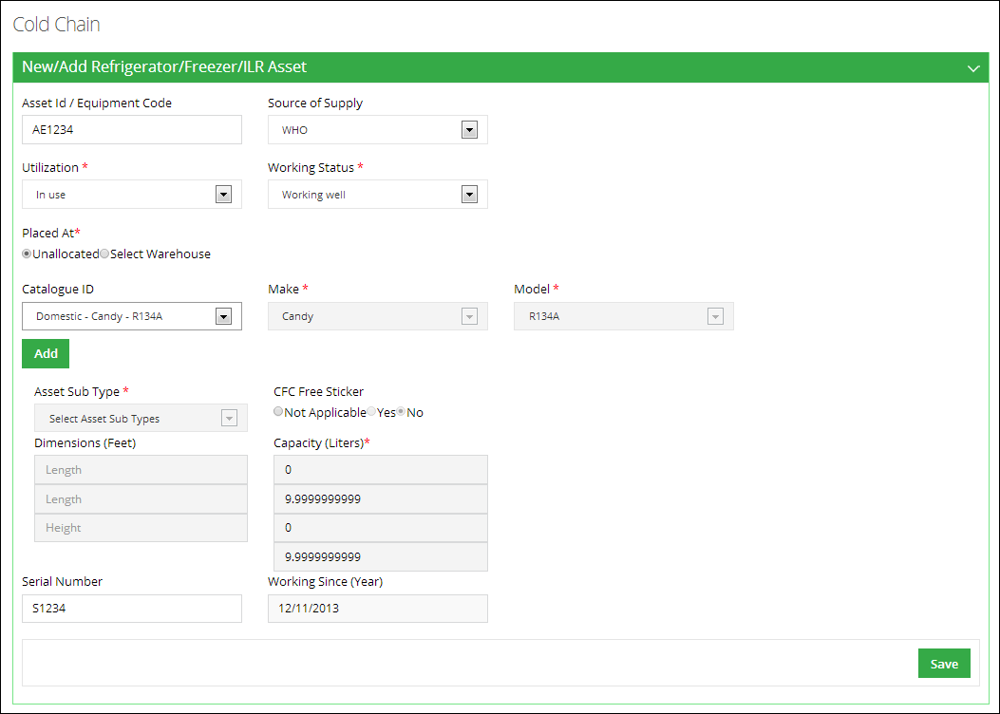 Cold Chain
New/Add Refrigerator/Freezer/ILR Asset
Asset Id / Equipment Code Source of Supply
AE1234 WHO
Utilization * Working Status *
In use Working well
Placed At*
Unallocated Select Warehouse
Catalogue ID Make * Model *
Domestic - Candy - R134A Candy R134A
Add
Asset Sub Type * CFC Free Sticker
Not Applicable Yes No
Select Asset Sub Types
Dimensions (Feet) Capacity (Liters)*
Length 0
Length 9.9999999999
Height 0
9.9999999999
Serial Number Working Since (Year)
S1234 12/11/2013
Save